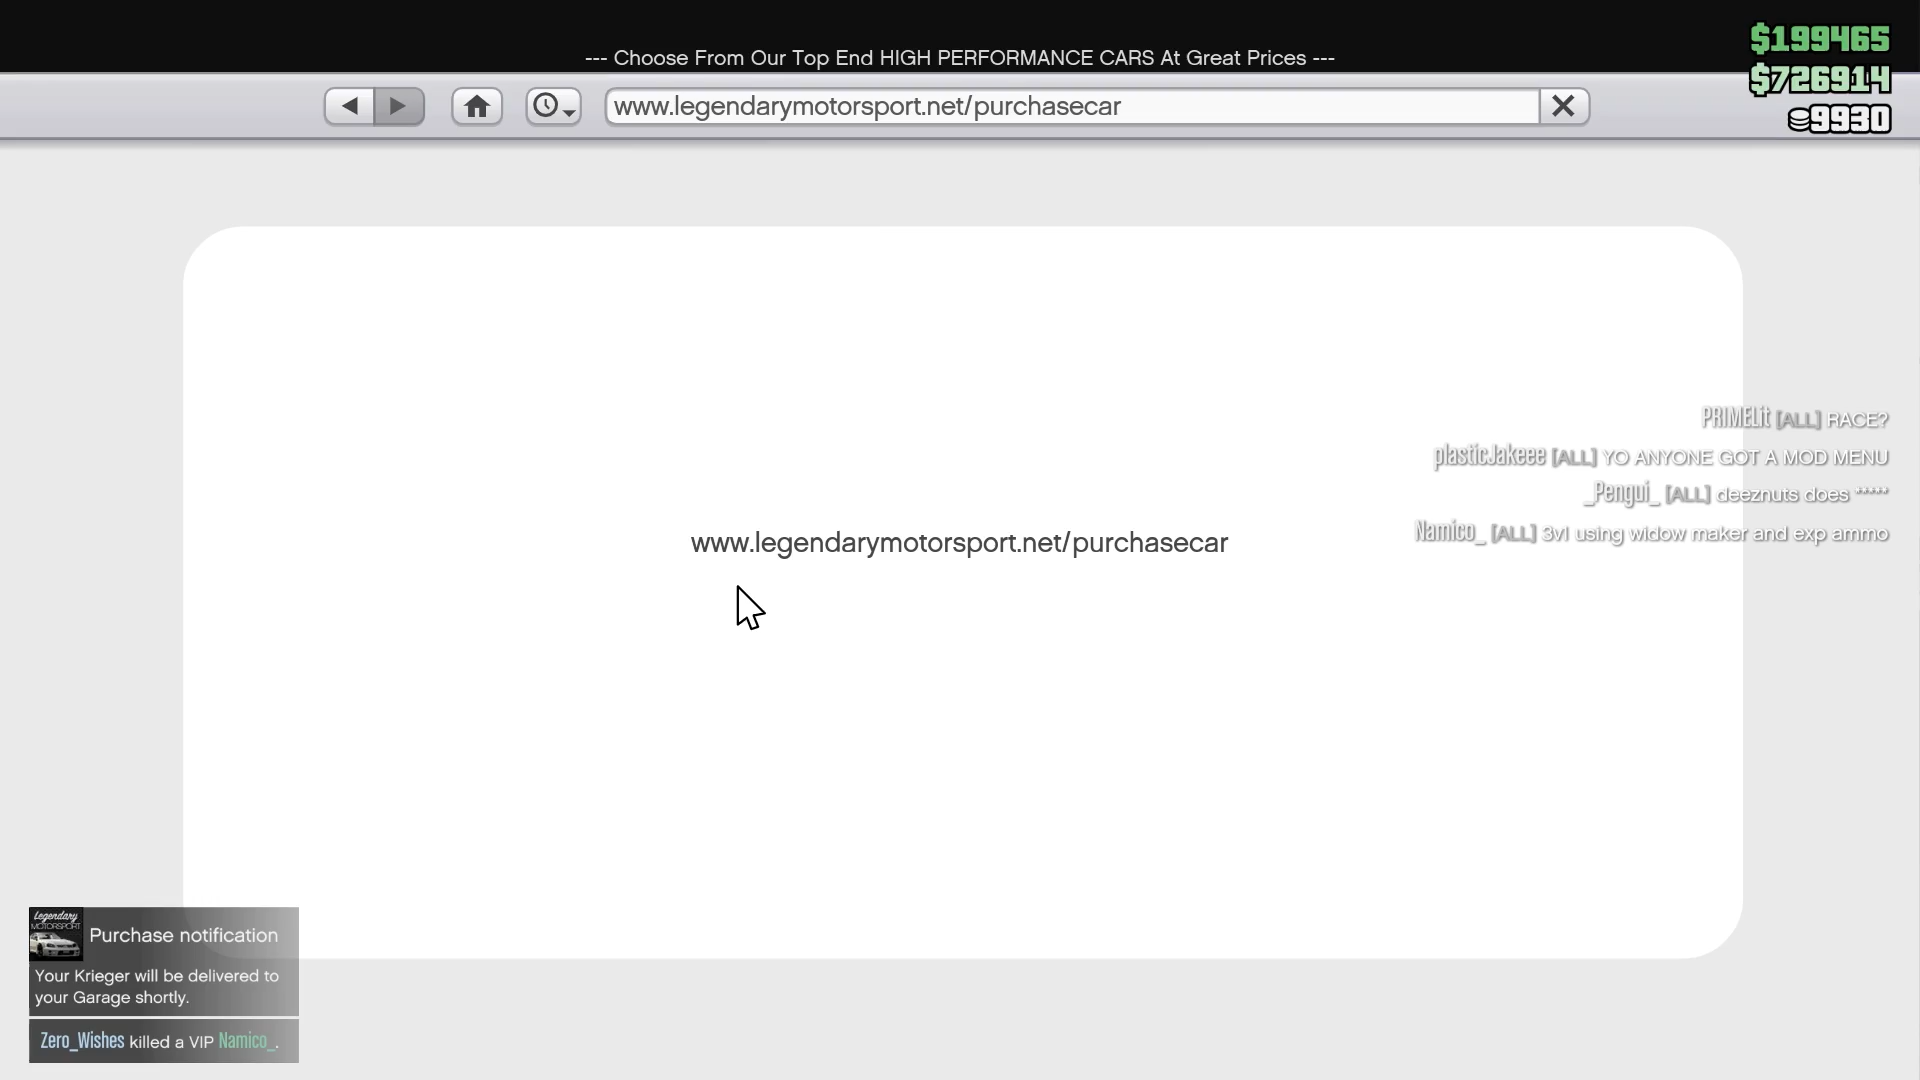 --- Choose From Our Top End HIGH PERFORMANCE CARS At Great Prices ---
$199465
$726914
9930
www.legendarymotorsport.net/purchasecar
PRIMELit [ALL] RACE?
plasticJakeee [ALL] YO ANYONE GOT A MOD MENU
_Pengui_ [ALL] deeznuts does *****
Namico_ [ALL] 3v1 using widow maker and exp ammo
www.legendarymotorsport.net/purchasecar
Legendary
MOTORSPORT
Purchase notification
Your Krieger will be delivered to
your Garage shortly.
Zero_Wishes killed a VIP Namico_.